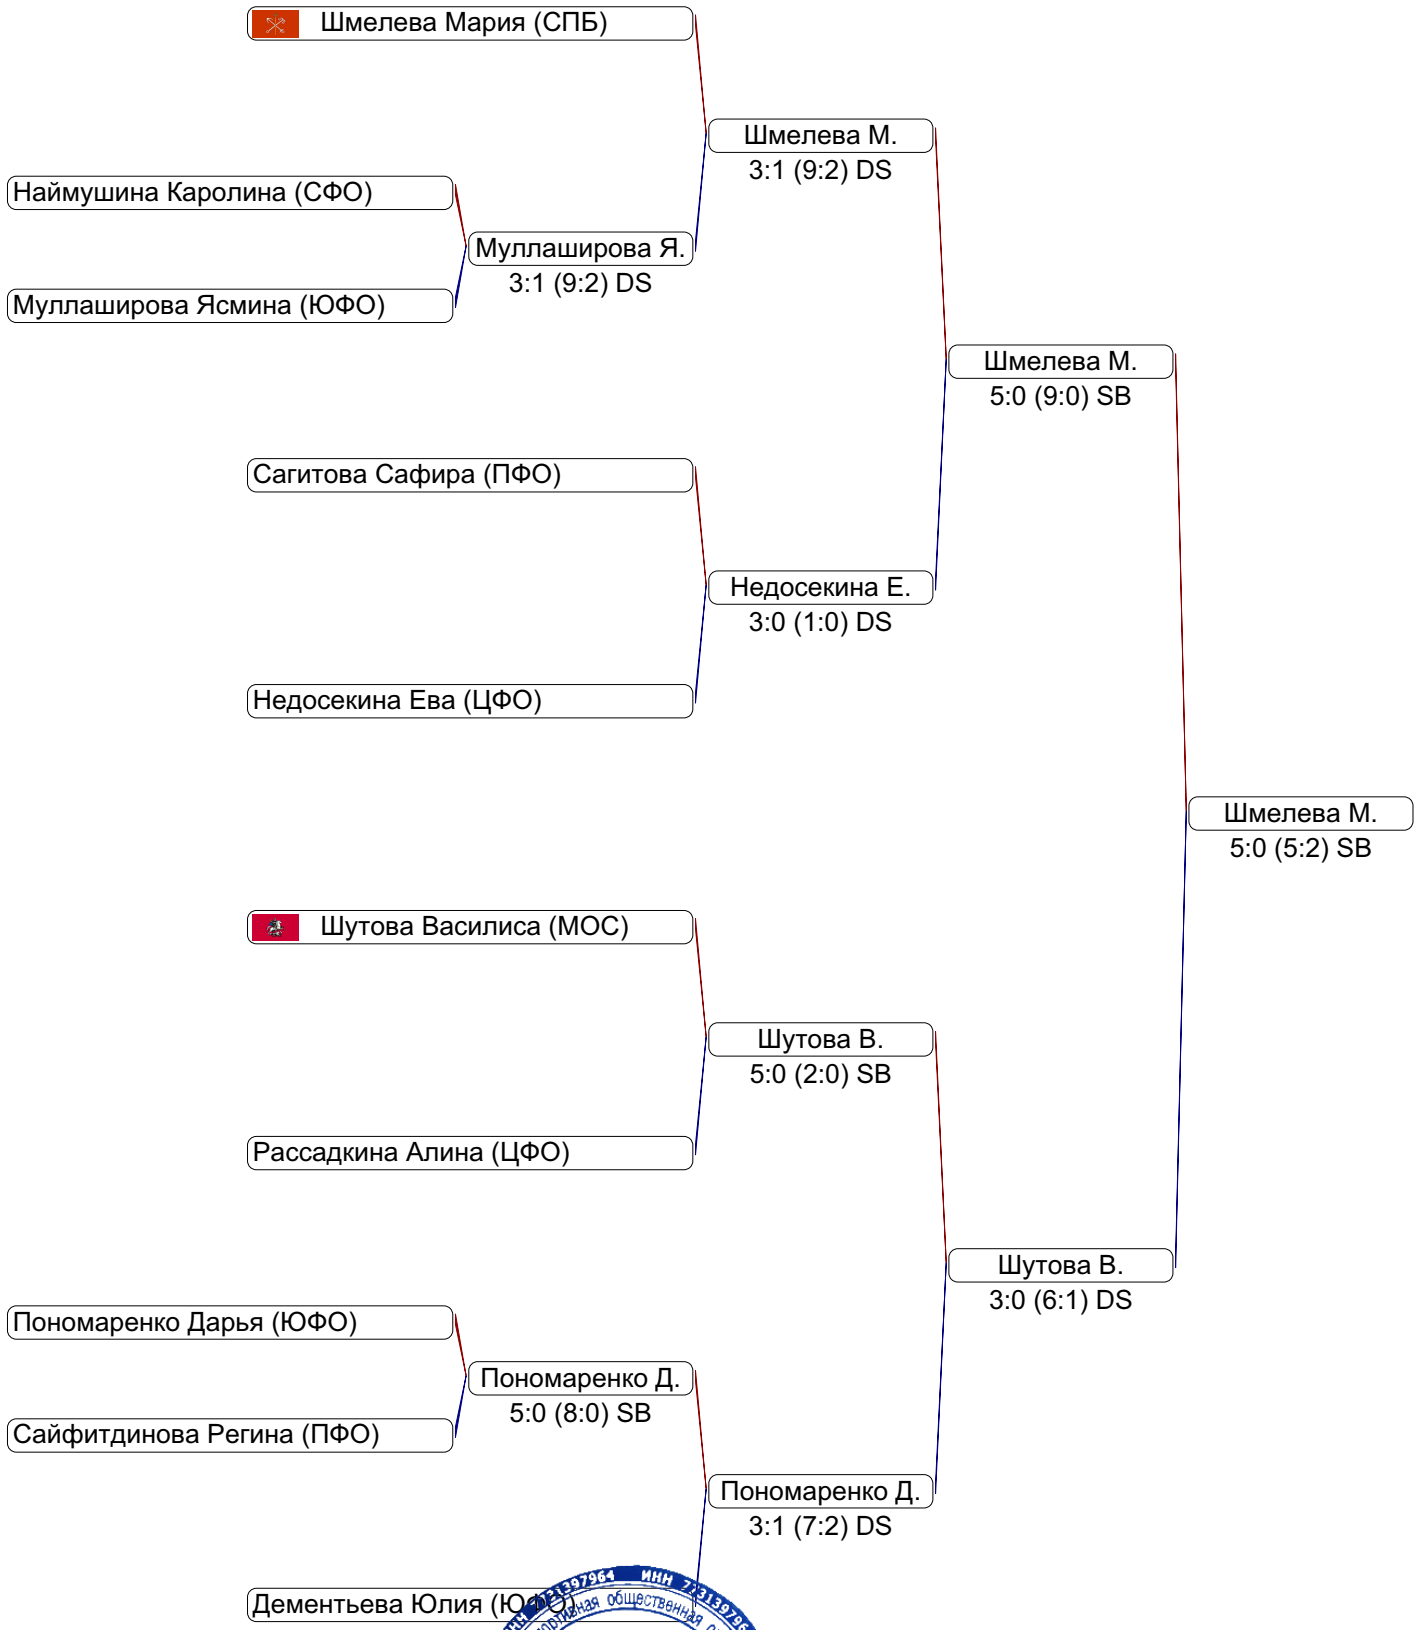 Шмелева Мария (СПБ)
Шмелева М.
3:1 (9:2) DS
Наймушина Каролина (СФО)
Муллаширова Я.
3:1 (9:2) DS
Муллаширова Ясмина (ЮФО)
Шмелева М.
5:0 (9:0) SB
Сагитова Сафира (ПФО)
Недосекина Е.
3:0 (1:0) DS
Недосекина Ева (ЦФО)
Шмелева М.
5:0 (5:2) SB
Шутова Василиса (МОС)
Шутова В.
5:0 (2:0) SB
Рассадкина Алина (ЦФО)
Шутова В.
3:0 (6:1) DS
Пономаренко Дарья (ЮФО)
Пономаренко Д.
5:0 (8:0) SB
Сайфитдинова Регина (ПФО)
Пономаренко Д.
3:1 (7:2) DS
Дементьева Юлия (ЮФО)
ИНН
общественная